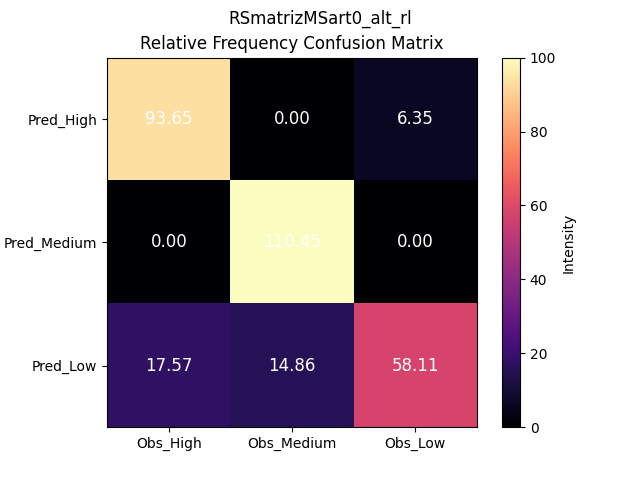 RSmatrizMSart0_alt_rl
Relative Frequency Confusion Matrix
Pred_High
93.65
0.00
6.35
Pred_Medium
0.00
110.45
0.00
Pred_Low
17.57
14.86
58.11
Obs_High
Obs_Medium
Obs_Low
100
80
60
40
20
0
Intensity